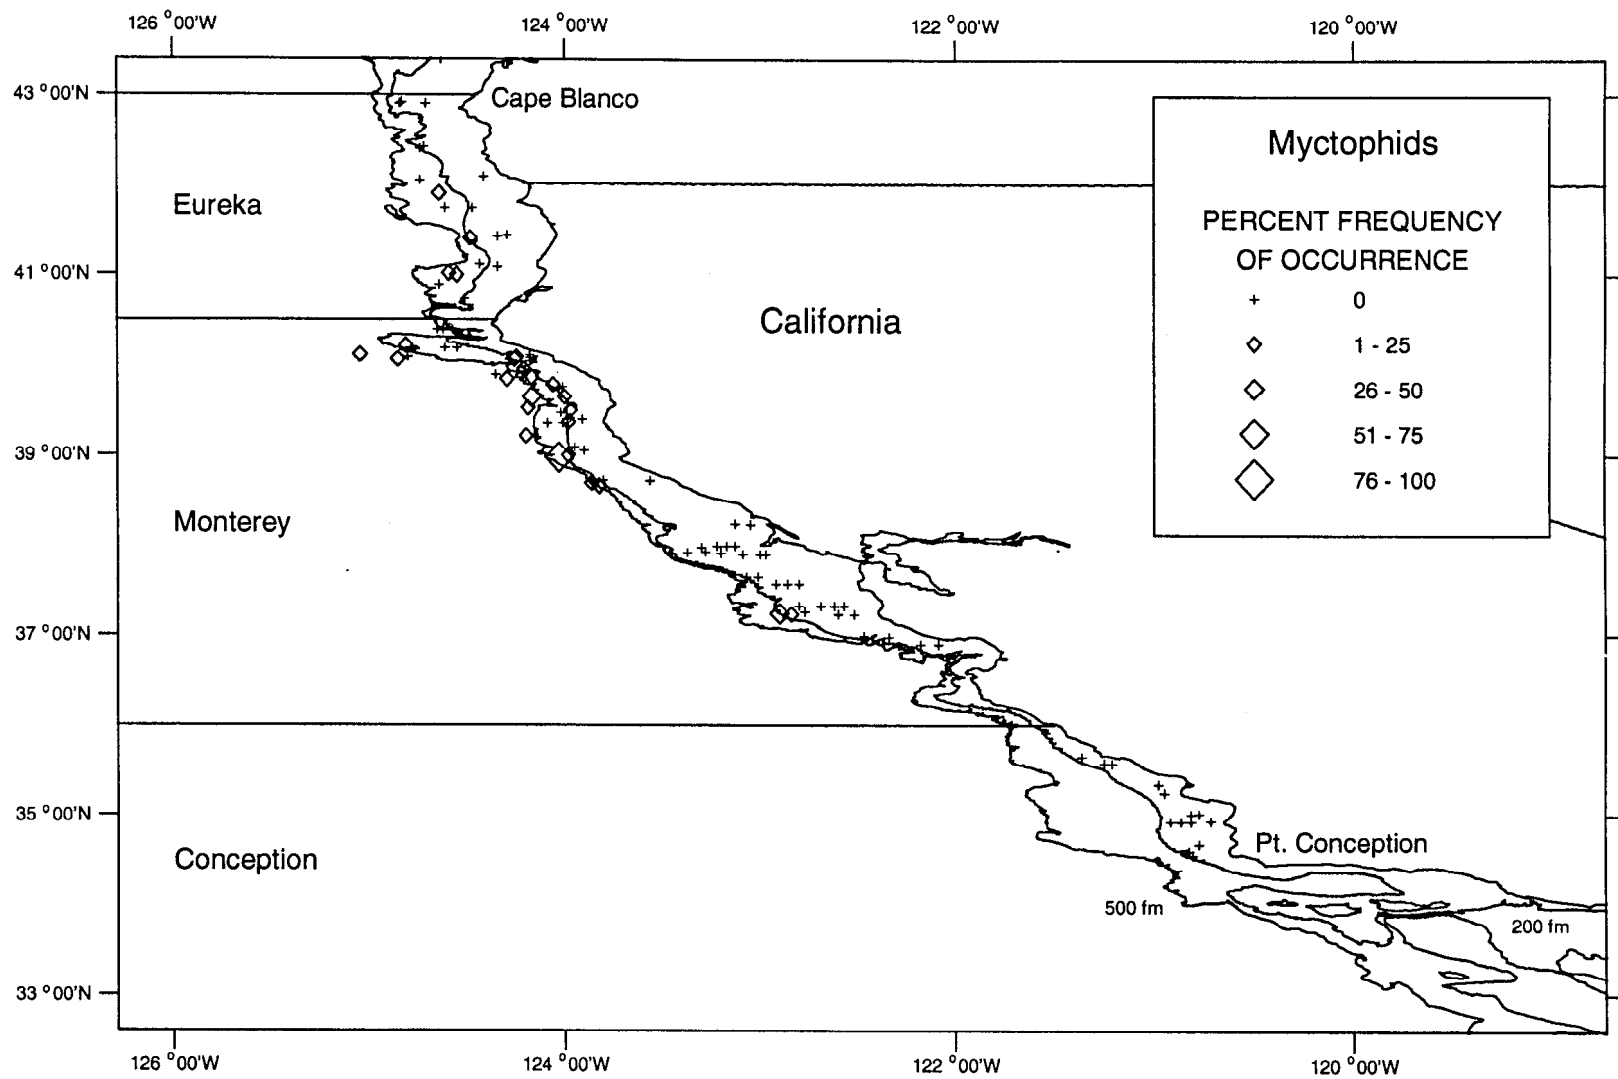 126 °00'W
124 °00'W
122 °00'W
120 °00'W
43 °00'N
Cape Blanco
Myctophids
Eureka
PERCENT FREQUENCY
OF OCCURRENCE
41 °00'N
0
California
1 - 25
26 - 50
39 °00'N
51 - 75
76 - 100
Monterey
37 °00'N
35 °00'N
Pt. Conception
Conception
500 fm
200 fm
33 °00'N
126 °00'W
124 °00'W
122 °00'W
120 °00'W